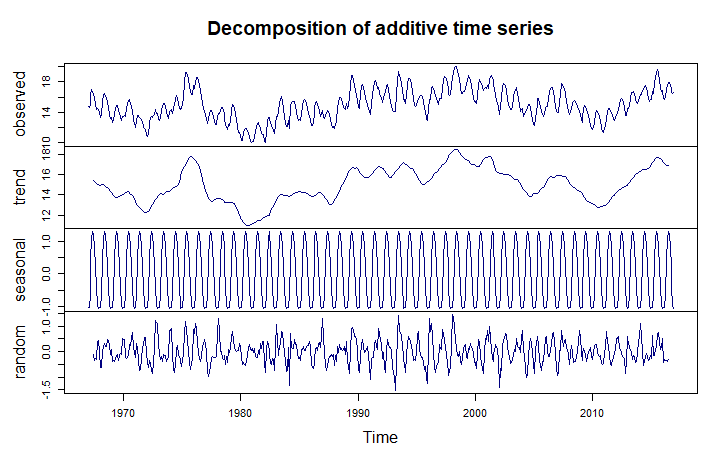 Decomposition of additive time series
observed
10 14 18
trend
12 14 16 18
seasonal
-1.0 0.0 1.0
random
-1.5 0.0 1.0
1970 1980 1990 2000 2010
Time